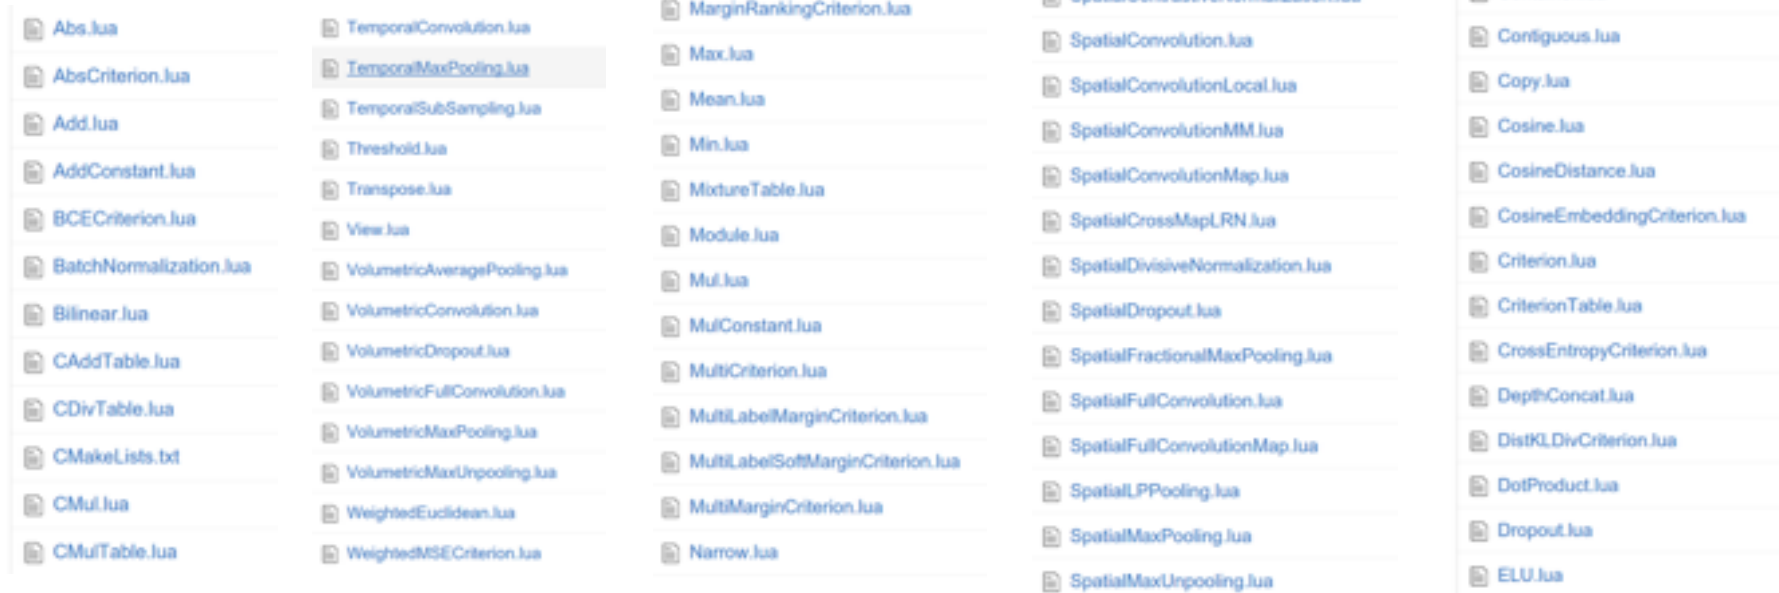 Abs.lua
AbsCriterion.lua
Add.lua
AddConstant.lua
BCECriterion.lua
BatchNormalization.lua
Bilinear.lua
CAddTable.lua
CDivTable.lua
CMakeLists.txt
CMul.lua
CMulTable.lua
TemporalConvolution.lua
TemporalMaxPooling.lua
TemporalSubSampling.lua
Threshold.lua
Transpose.lua
View.lua
VolumetricAveragePooling.lua
VolumetricConvolution.lua
VolumetricDropout.lua
VolumetricFullConvolution.lua
VolumetricMaxPooling.lua
VolumetricMaxUnpooling.lua
WeightedEuclidean.lua
WeightedMSECriterion.lua
MarginRankingCriterion.lua
Max.lua
Mean.lua
Min.lua
MixtureTable.lua
Module.lua
Mul.lua
MulConstant.lua
MultiCriterion.lua
MultiLabelMarginCriterion.lua
MultiLabelSoftMarginCriterion.lua
MultiMarginCriterion.lua
Narrow.lua
SpatialConvolution.lua
SpatialConvolutionLocal.lua
SpatialConvolutionMM.lua
SpatialConvolutionMap.lua
SpatialCrossMapLRN.lua
SpatialDivisiveNormalization.lua
SpatialDropout.lua
SpatialFractionalMaxPooling.lua
SpatialFullConvolution.lua
SpatialFullConvolutionMap.lua
SpatialLPPooling.lua
SpatialMaxPooling.lua
SpatialMaxUnpooling.lua
Contiguous.lua
Copy.lua
Cosine.lua
CosineDistance.lua
CosineEmbeddingCriterion.lua
Criterion.lua
CriterionTable.lua
CrossEntropyCriterion.lua
DepthConcat.lua
DistKLDivCriterion.lua
DotProduct.lua
Dropout.lua
ELU.lua